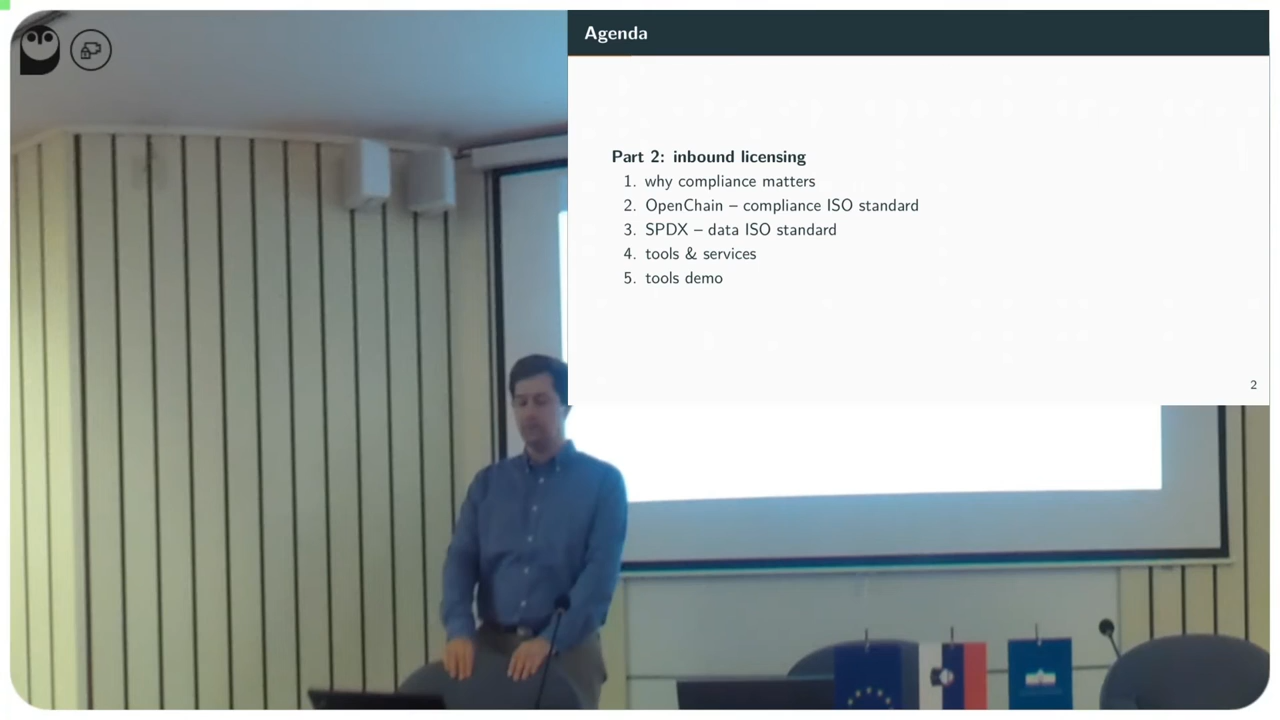 Agenda
Part 2: inbound licensing
1. why compliance matters
2. OpenChain – compliance ISO standard
3. SPDX – data ISO standard
4. tools & services
5. tools demo
2